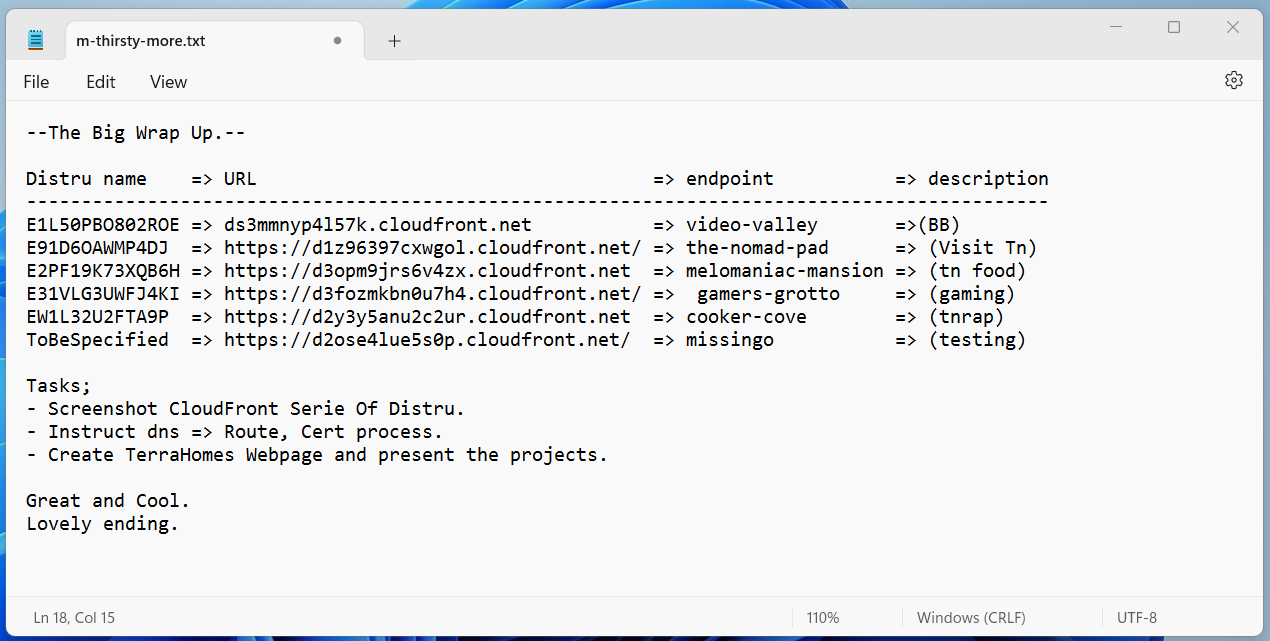 m-thirsty-more.txt
File Edit View
--The Big Wrap Up.--
Distru name => URL => endpoint => description
---------------------------------------------------------------------------------------------
E1L50PBO802ROE => ds3mmnyp4l57k.cloudfront.net => video-valley =>(BB)
E91D6OAWMP4DJ => https://d1z96397cxwgol.cloudfront.net/ => the-nomad-pad => (Visit Tn)
E2PF19K73XQB6H => https://d3opm9jrs6v4zx.cloudfront.net => melomaniac-mansion => (tn food)
E31VLG3UWFJ4KI => https://d3fozmkbn0u7h4.cloudfront.net/ => gamers-grotto => (gaming)
EW1L32U2FTA9P => https://d2y3y5anu2c2ur.cloudfront.net => cooker-cove => (tnrap)
ToBeSpecified => https://d2ose4lue5s0p.cloudfront.net/ => missingo => (testing)
Tasks;
- Screenshot CloudFront Serie Of Distru.
- Instruct dns => Route, Cert process.
- Create TerraHomes Webpage and present the projects.
Great and Cool.
Lovely ending.
Ln 18, Col 15 110% Windows (CRLF) UTF-8